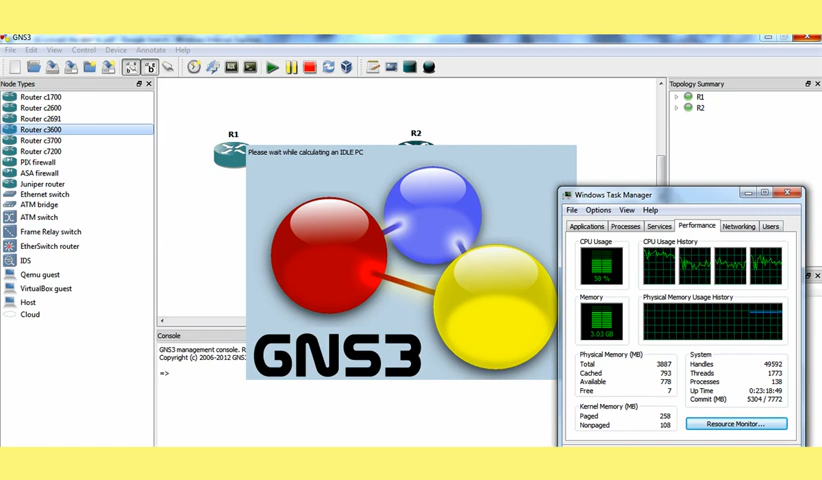 GNS3
File Edit View Control Device Annotate Help
Node Types
Router c1700
Router c2600
Router c2691
Router c3600
Router c3700
Router c7200
PIX firewall
ASA firewall
Juniper router
Ethernet switch
ATM bridge
ATM switch
Frame Relay switch
EtherSwitch router
IDS
Qemu guest
VirtualBox guest
Host
Cloud
R1
R2
Please wait while calculating an IDLE PC
GNS3
Console
GNS3 management console. R
Copyright (c) 2006-2012 GNS3
=>
Topology Summary
R1
R2
Windows Task Manager
File Options View Help
Applications Processes Services Performance Networking Users
CPU Usage CPU Usage History
58 %
Memory Physical Memory Usage History
3.03 GB
Physical Memory (MB)
Total 3887
Cached 793
Available 778
Free 7
Kernel Memory (MB)
Paged 258
Nonpaged 108
System
Handles 49592
Threads 1773
Processes 138
Up Time 0:23:18:49
Commit (MB) 5304 / 7772
Resource Monitor...